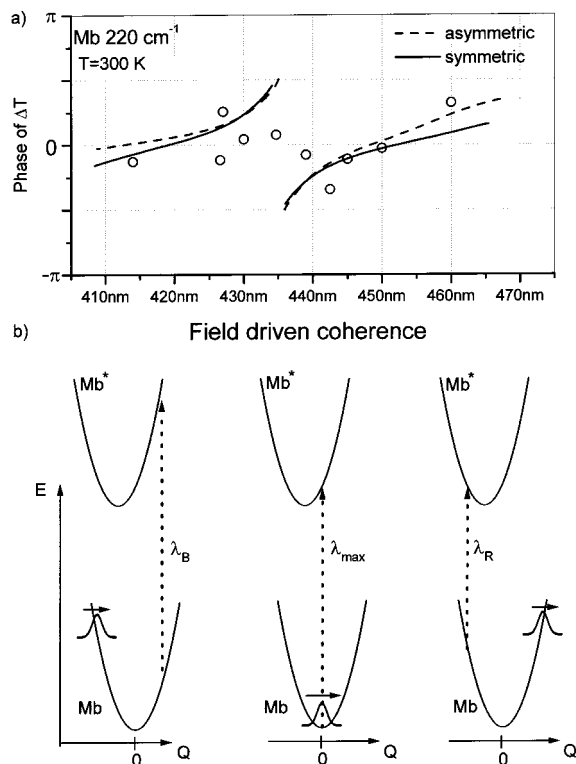 a)
π
Mb 220 cm⁻¹
T=300 K
asymmetric
symmetric
Phase of ΔT
0
-π
410nm 420nm 430nm 440nm 450nm 460nm 470nm
b) Field driven coherence
Mb* Mb* Mb*
E
λB λmax λR
Mb Mb Mb
0 Q 0 Q 0 Q